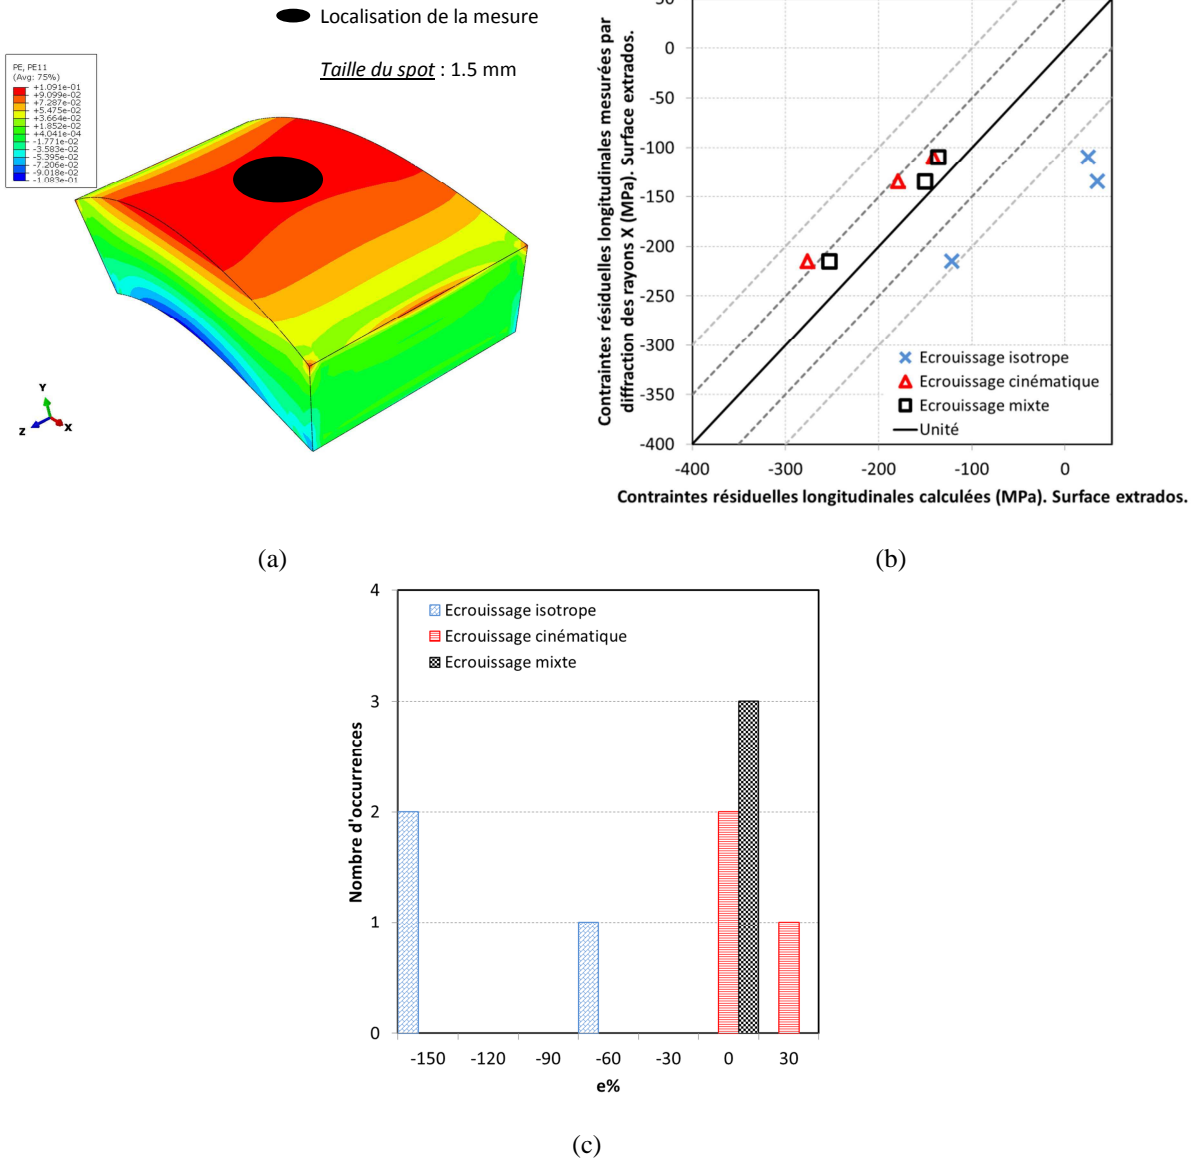 Localisation de la mesure
Taille du spot : 1.5 mm
PE, PE11
(Avg: 75%)
+1.091e-01
+9.099e-02
+7.287e-02
+5.475e-02
+3.664e-02
+1.852e-02
+4.041e-04
-1.771e-02
-3.583e-02
-5.395e-02
-7.206e-02
-9.018e-02
-1.083e-01
Y
Z
X
(a)
Contraintes résiduelles longitudinales mesurées par
diffraction des rayons X (MPa). Surface extrados.
50
0
-50
-100
-150
-200
-250
-300
-350
-400
Ecrouissage isotrope
Ecrouissage cinématique
Ecrouissage mixte
Unité
-400
-300
-200
-100
0
Contraintes résiduelles longitudinales calculées (MPa). Surface extrados.
(b)
Nombre d'occurrences
4
3
2
1
0
Ecrouissage isotrope
Ecrouissage cinématique
Ecrouissage mixte
-150
-120
-90
-60
-30
0
30
e%
(c)